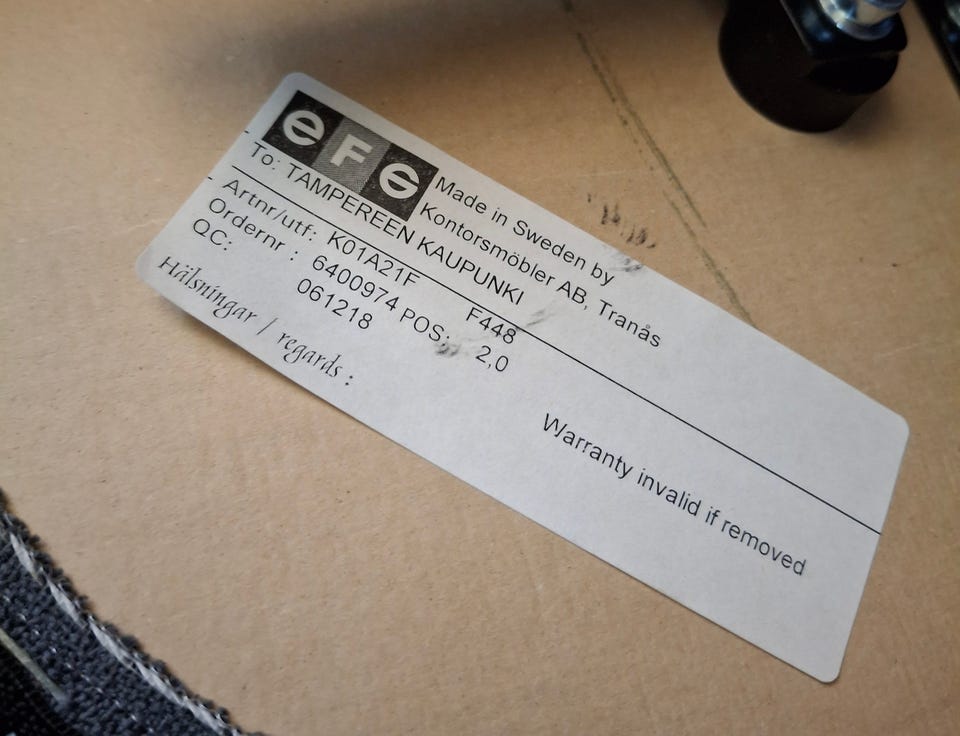 eFG
Made in Sweden by
Kontorsmöbler AB, Tranås
To: TAMPEREEN KAUPUNKI
Artnr/utf: K01A21F F448
Ordernr : 6400974 POS: 2,0
QC: 061218
Hälsningar / regards :
Warranty invalid if removed